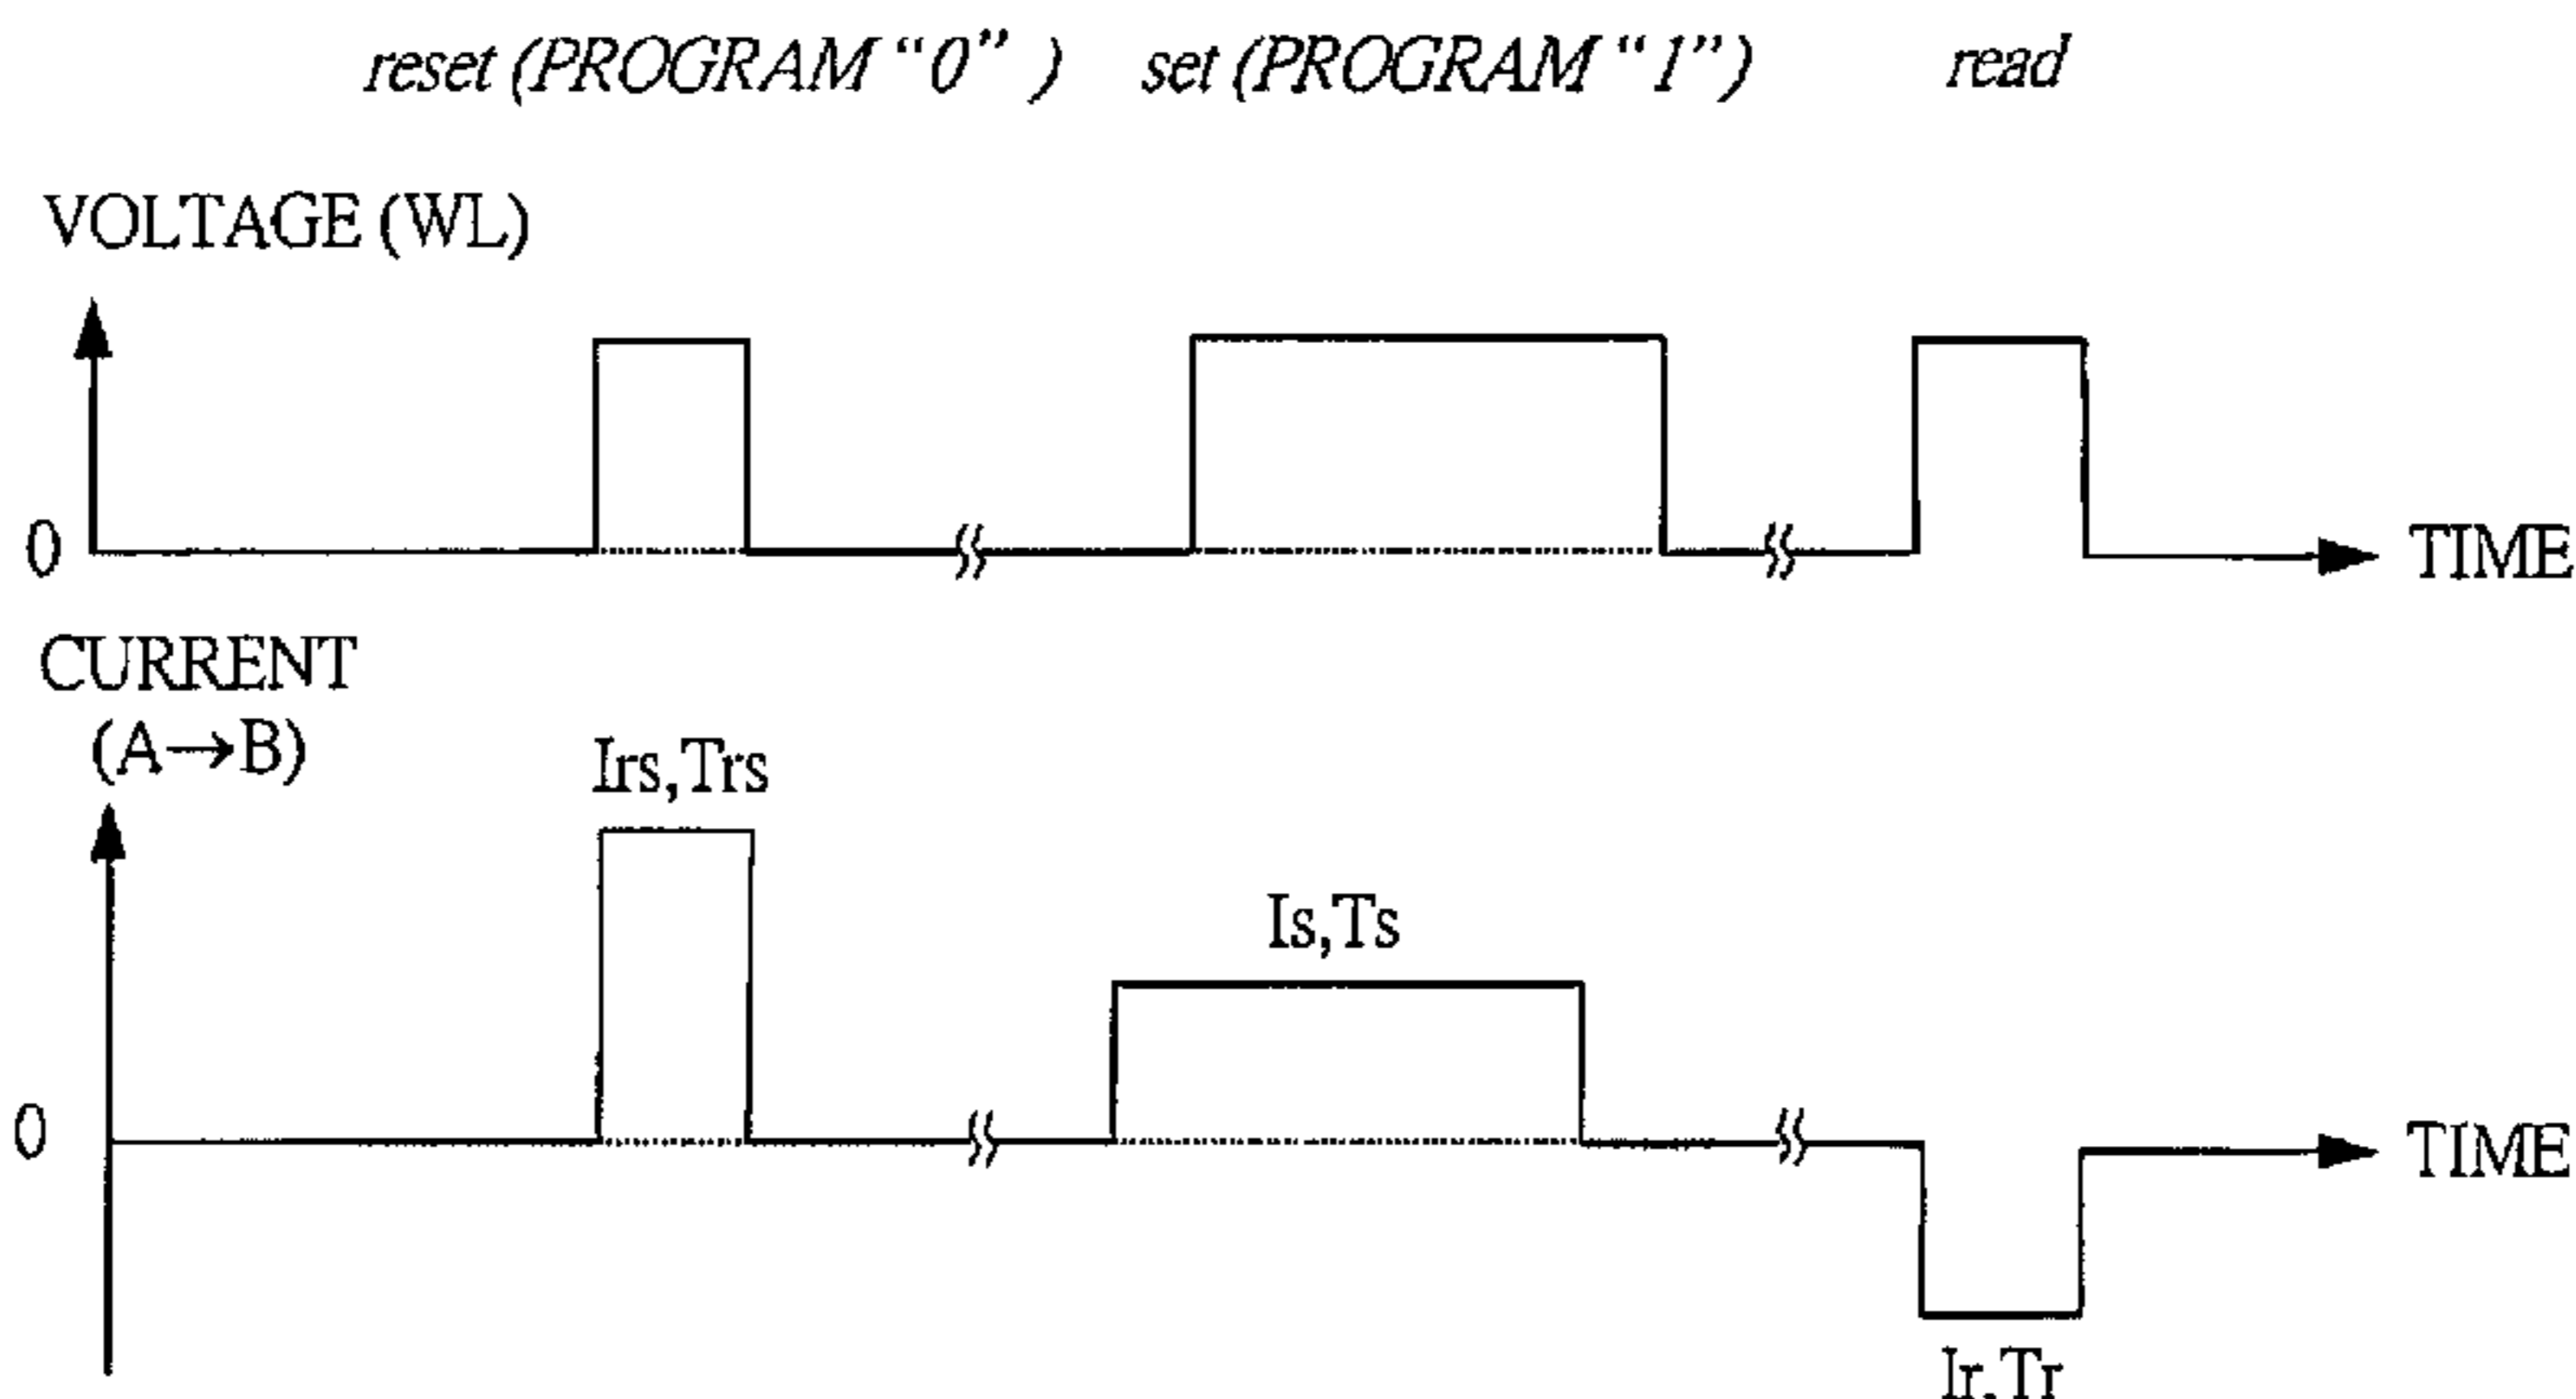 reset (PROGRAM “0” ) set (PROGRAM “1”) read
VOLTAGE (WL)
0
TIME
CURRENT
(A→B)
Irs,Trs
Is,Ts
0
TIME
Ir,Tr